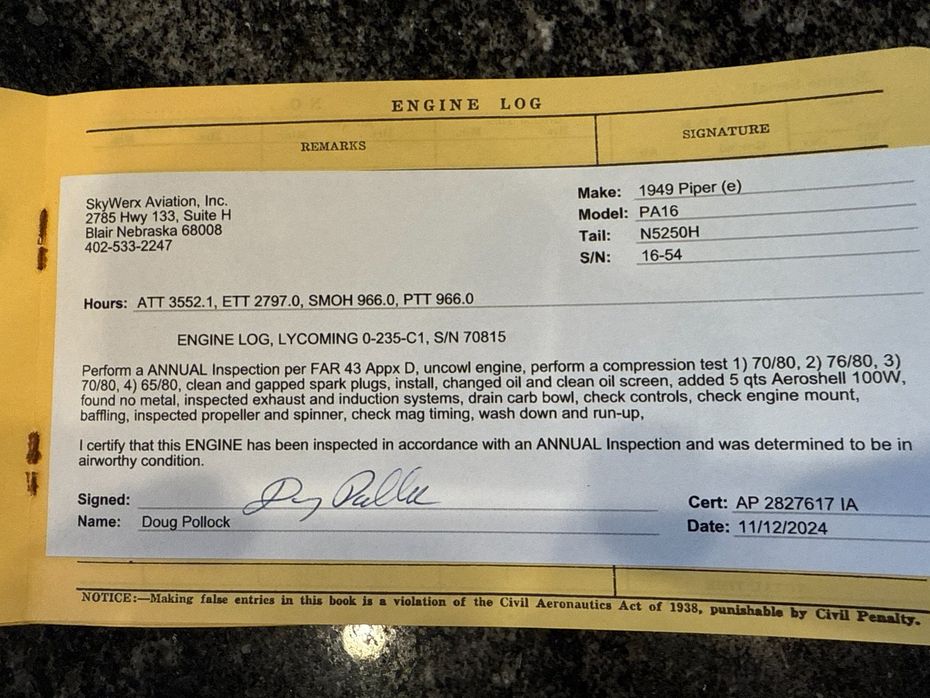 ENGINE LOG
REMARKS
SIGNATURE
SkyWerx Aviation, Inc.
2785 Hwy 133, Suite H
Blair Nebraska 68008
402-533-2247
Make: 1949 Piper (e)
Model: PA16
Tail: N5250H
S/N: 16-54
Hours: ATT 3552.1, ETT 2797.0, SMOH 966.0, PTT 966.0
ENGINE LOG, LYCOMING 0-235-C1, S/N 70815
Perform a ANNUAL Inspection per FAR 43 Appx D, uncowl engine, perform a compression test 1) 70/80, 2) 76/80, 3)
70/80, 4) 65/80, clean and gapped spark plugs, install, changed oil and clean oil screen, added 5 qts Aeroshell 100W,
found no metal, inspected exhaust and induction systems, drain carb bowl, check controls, check engine mount,
baffling, inspected propeller and spinner, check mag timing, wash down and run-up,
I certify that this ENGINE has been inspected in accordance with an ANNUAL Inspection and was determined to be in
airworthy condition.
Signed: Doug Pollock
Name: Doug Pollock
Cert: AP 2827617 IA
Date: 11/12/2024
NOTICE:—Making false entries in this book is a violation of the Civil Aeronautics Act of 1938, punishable by Civil Penalty.